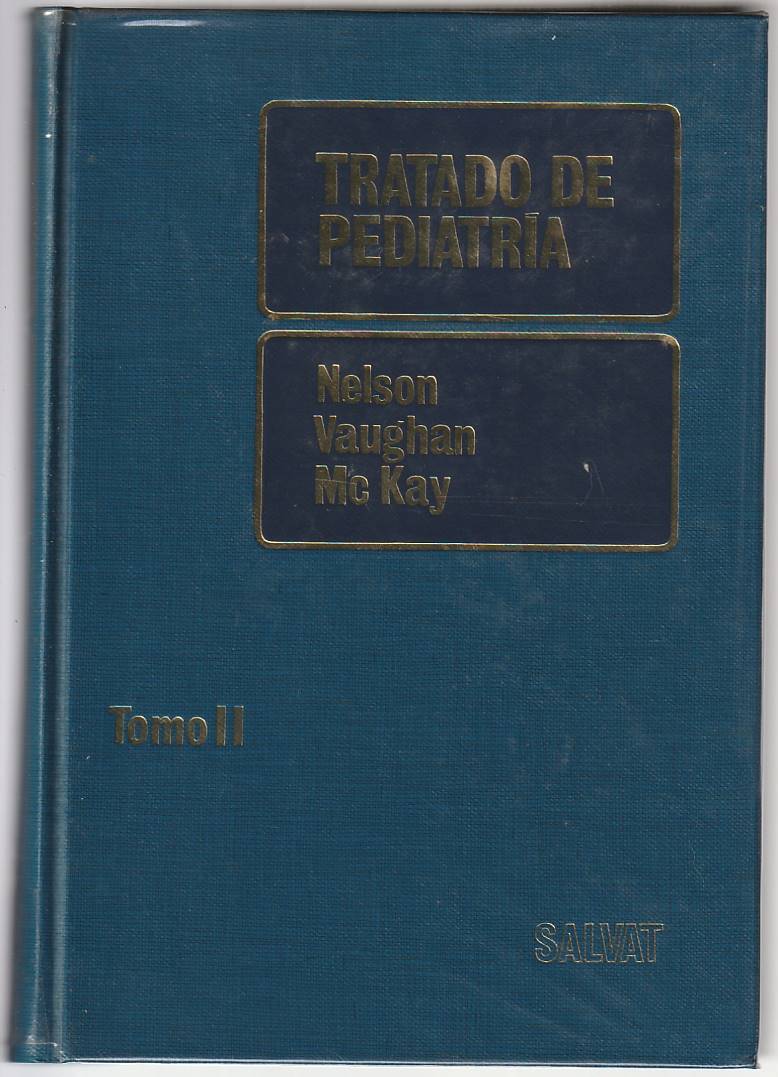 TRATADO DE
PEDIATRÍA
Nelson
Vaughan
Mc Kay
Tomo II
SALVAT